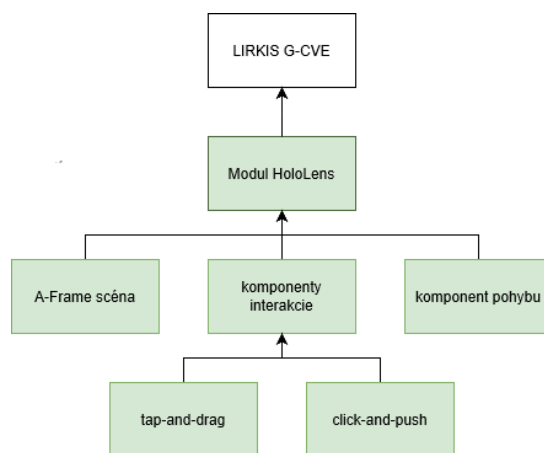 LIRKIS G-CVE
Modul HoloLens
A-Frame scéna
komponenty
interakcie
komponent pohybu
tap-and-drag
click-and-push